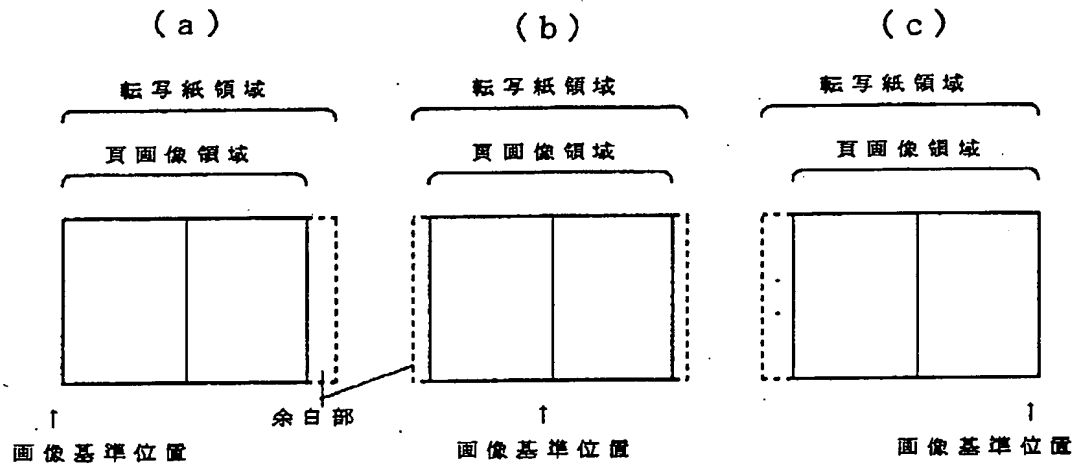 (a)
転写紙領域
頁画像領域
↑
画像基準位置
余白部
(b)
転写紙領域
頁画像領域
↑
画像基準位置
(c)
転写紙領域
頁画像領域
↑
画像基準位置